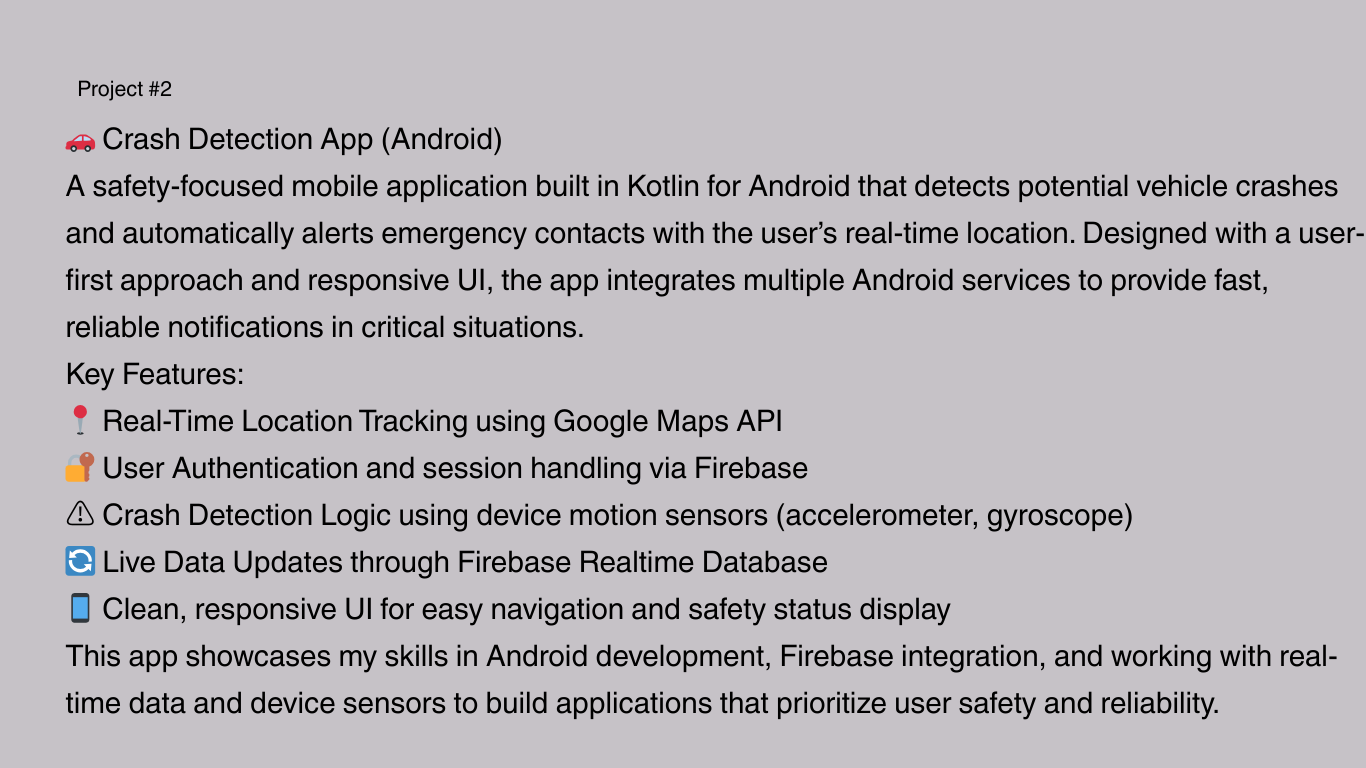 Project #2
🚗 Crash Detection App (Android)
A safety-focused mobile application built in Kotlin for Android that detects potential vehicle crashes
and automatically alerts emergency contacts with the user’s real-time location. Designed with a user-
first approach and responsive UI, the app integrates multiple Android services to provide fast,
reliable notifications in critical situations.
Key Features:
📍 Real-Time Location Tracking using Google Maps API
🔐 User Authentication and session handling via Firebase
⚠ Crash Detection Logic using device motion sensors (accelerometer, gyroscope)
🔄 Live Data Updates through Firebase Realtime Database
📱 Clean, responsive UI for easy navigation and safety status display
This app showcases my skills in Android development, Firebase integration, and working with real-
time data and device sensors to build applications that prioritize user safety and reliability.